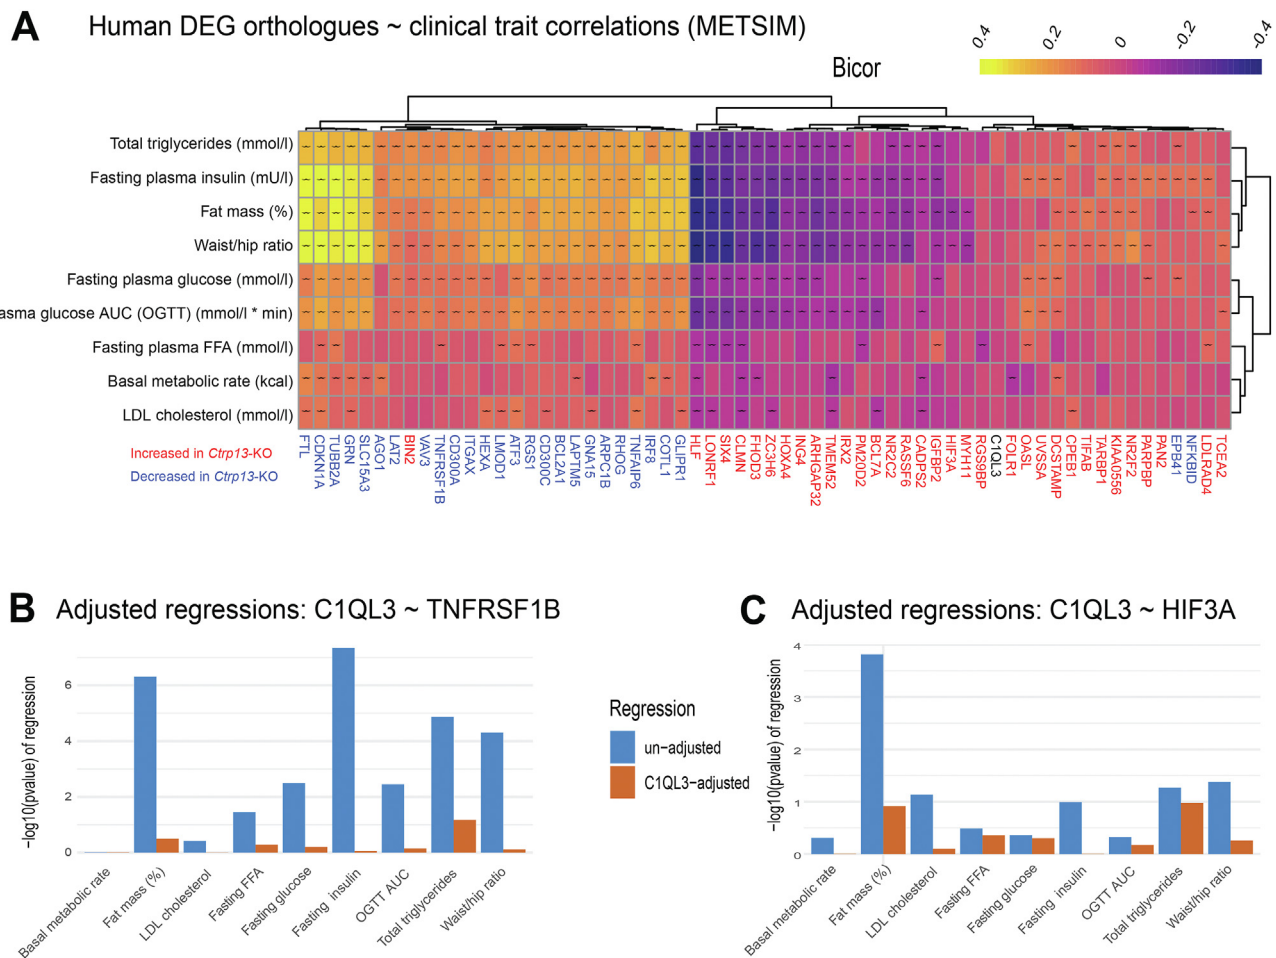 A Human DEG orthologues ~ clinical trait correlations (METSIM)
Bicor
0.4 0.2 0 -0.2 -0.4
Total triglycerides (mmol/l)
Fasting plasma insulin (mU/l)
Fat mass (%)
Waist/hip ratio
Fasting plasma glucose (mmol/l)
asma glucose AUC (OGTT) (mmol/l * min)
Fasting plasma FFA (mmol/l)
Basal metabolic rate (kcal)
LDL cholesterol (mmol/l)
Increased in Ctrp13-KO
Decreased in Ctrp13-KO
FTL
CDKN1A
TUBB2A
GRN
SLC15A3
AGO1
LAT2
BIN2
VAV3
TNFRSF1B
CD300A
ITGAX
HEXA
LMOD1
ATF3
RGS1
CD300C
BCL2A1
LAPTM5
GNA15
ARPC1B
RHOG
TNFAIP6
IRF8
COTL1
GLIPR1
HLF
LONRF1
SIX4
CLMN
FHOD3
ZC3H6
HOXA4
ING4
ARHGAP32
TMEM52
IRX2
PM20D2
BCL7A
NR2C2
RASSF6
CADPS2
IGFBP2
HIF3A
MYH11
RGS9BP
C1QL3
FOLR1
OASL
UVSSA
DCSTAMP
CPEB1
TIFAB
TARBP1
KIAA0556
NR2F2
PARPBP
PAN2
EPB41
NFKBID
LDLRAD4
TCEA2
B Adjusted regressions: C1QL3 ~ TNFRSF1B
−log10(pvalue) of regression
6
4
2
0
Basal metabolic rate
Fat mass (%)
LDL cholesterol
Fasting FFA
Fasting glucose
Fasting insulin
OGTT AUC
Total triglycerides
Waist/hip ratio
Regression
un−adjusted
C1QL3−adjusted
C Adjusted regressions: C1QL3 ~ HIF3A
−log10(pvalue) of regression
4
3
2
1
0
Basal metabolic rate
Fat mass (%)
LDL cholesterol
Fasting FFA
Fasting glucose
Fasting insulin
OGTT AUC
Total triglycerides
Waist/hip ratio